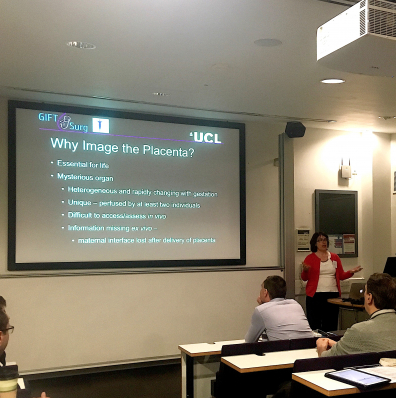 GIFT Surg T
UCL
Why Image the Placenta?
• Essential for life
• Mysterious organ
• Heterogeneous and rapidly changing with gestation
• Unique – perfused by at least two individuals
• Difficult to access/assess in vivo
• Information missing ex vivo –
• maternal interface lost after delivery of placenta